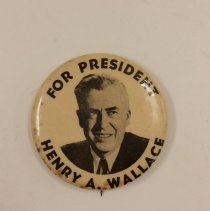 FOR PRESIDENT
HENRY A. WALLACE